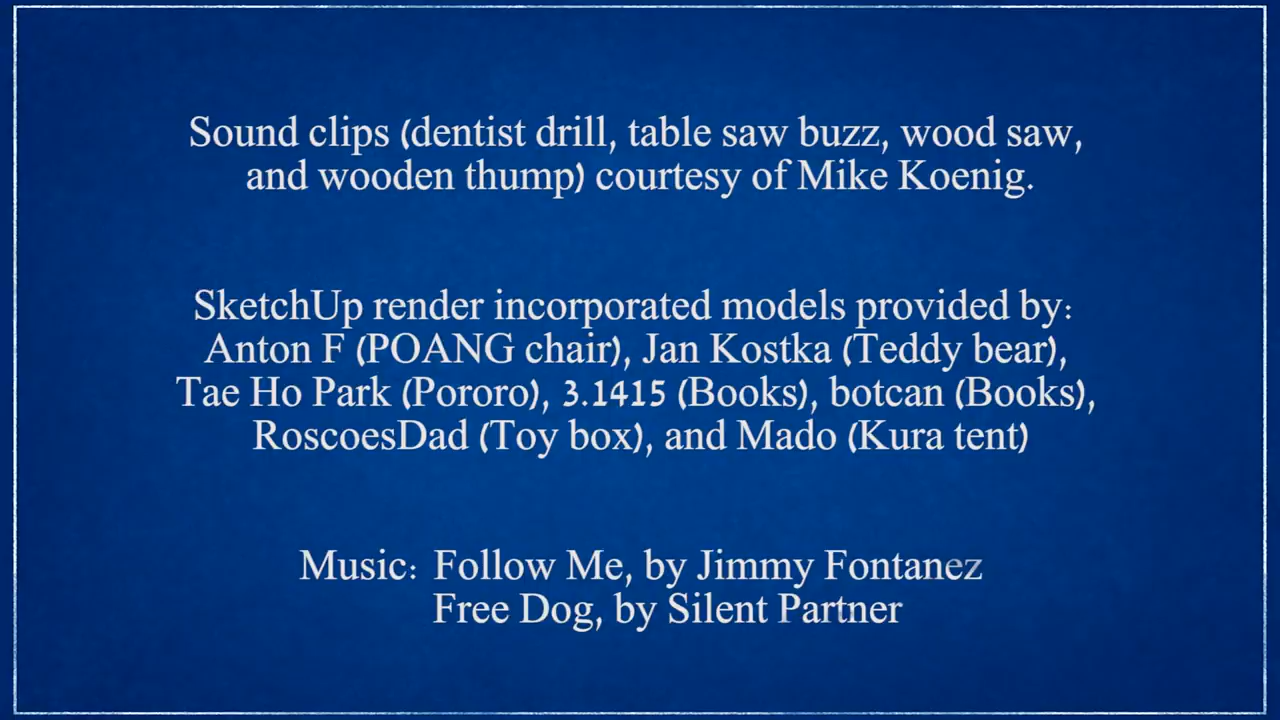 Sound clips (dentist drill, table saw buzz, wood saw,
and wooden thump) courtesy of Mike Koenig.
SketchUp render incorporated models provided by:
Anton F (POANG chair), Jan Kostka (Teddy bear),
Tae Ho Park (Pororo), 3.1415 (Books), botcan (Books),
RoscoesDad (Toy box), and Mado (Kura tent)
Music: Follow Me, by Jimmy Fontanez
Free Dog, by Silent Partner